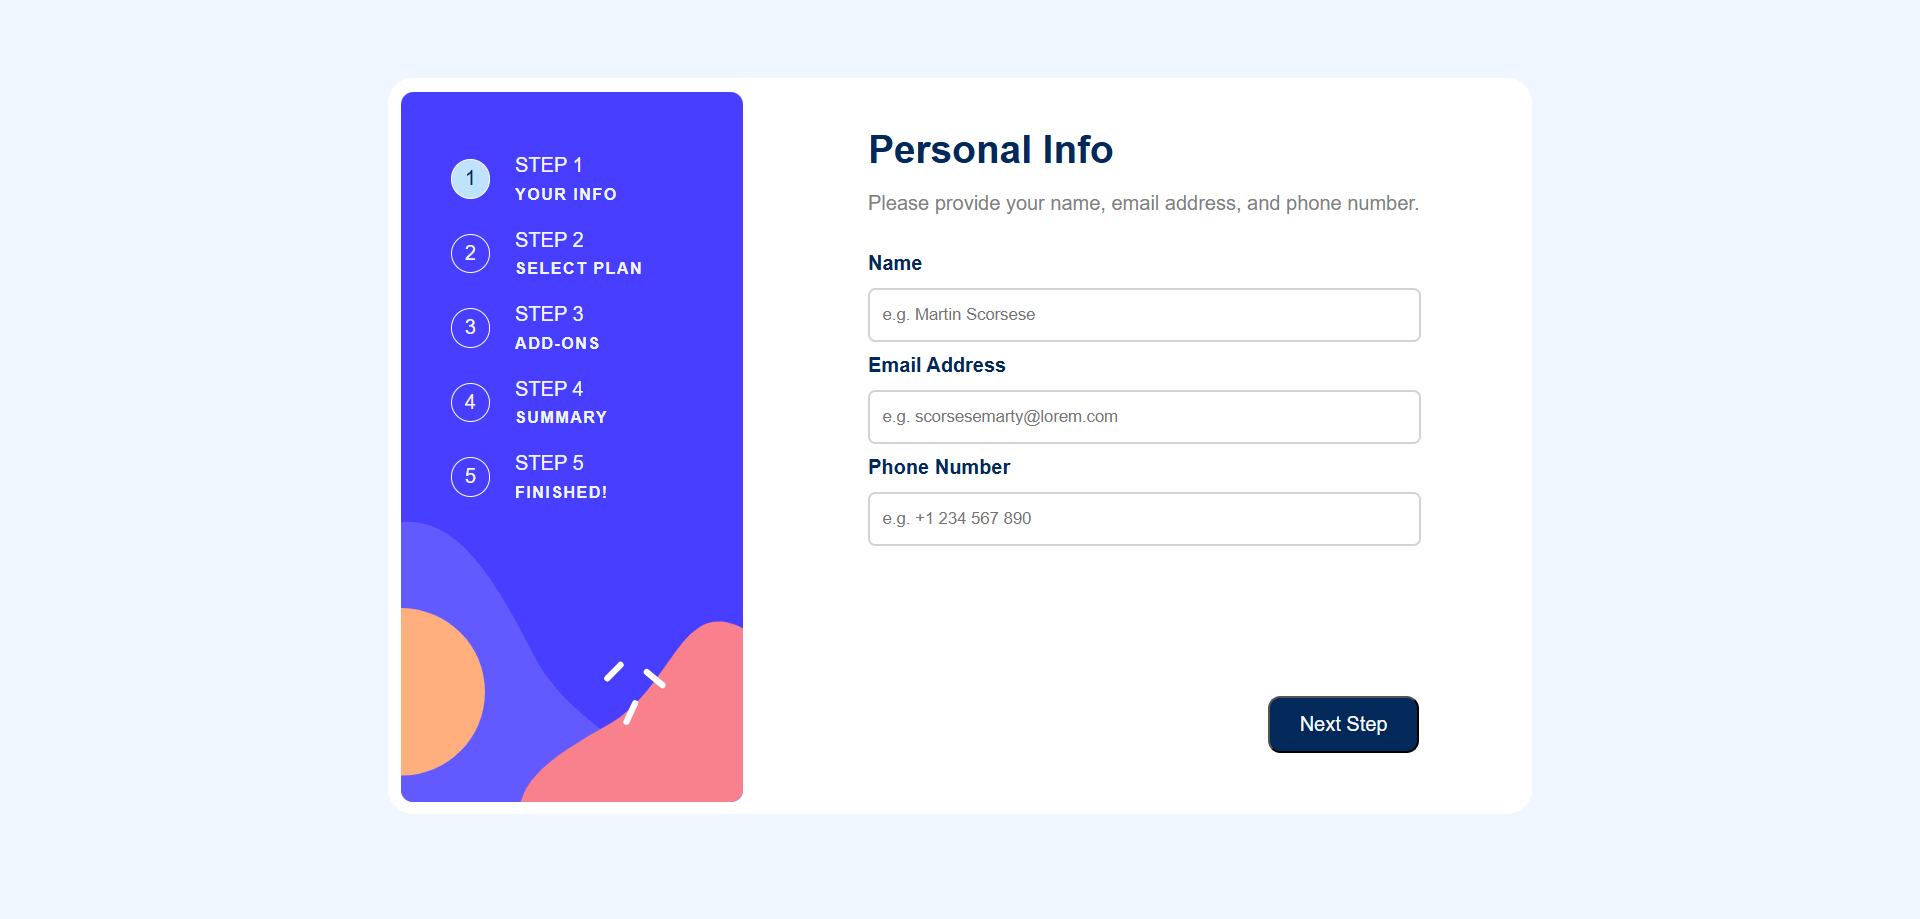 1
STEP 1
YOUR INFO
2
STEP 2
SELECT PLAN
3
STEP 3
ADD-ONS
4
STEP 4
SUMMARY
5
STEP 5
FINISHED!
Personal Info
Please provide your name, email address, and phone number.
Name
e.g. Martin Scorsese
Email Address
e.g. scorsesemarty@lorem.com
Phone Number
e.g. +1 234 567 890
Next Step